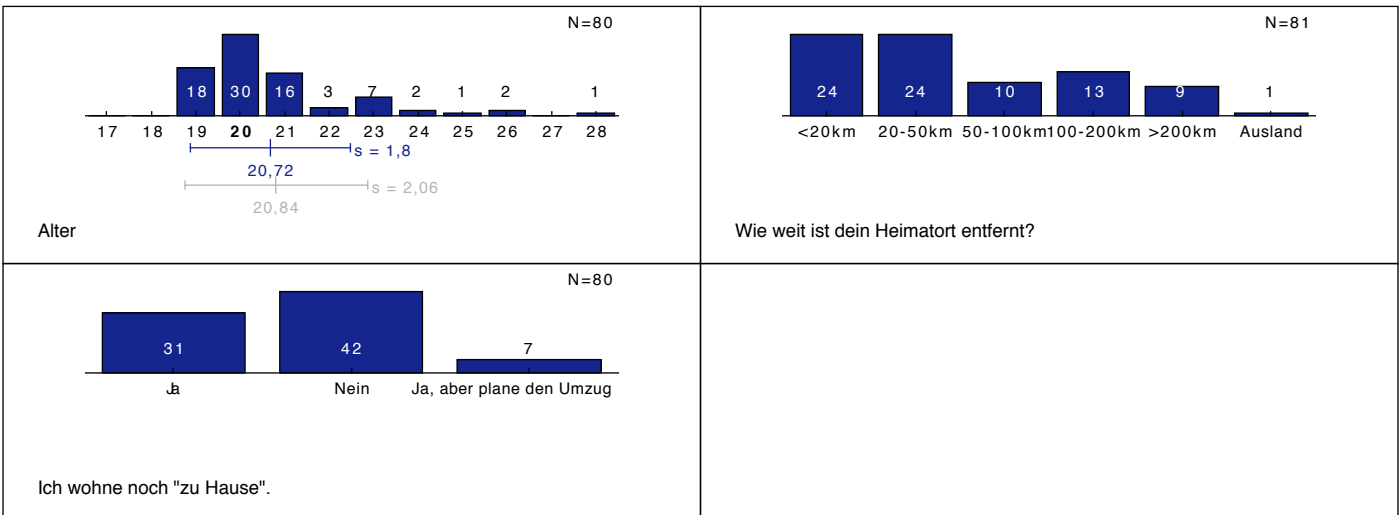 N=80
18 30 16 3 7 2 1 2 1
17 18 19 20 21 22 23 24 25 26 27 28
s = 1,8
20,72
s = 2,06
20,84
Alter
N=81
24 24 10 13 9 1
<20km 20-50km 50-100km 100-200km >200km Ausland
Wie weit ist dein Heimatort entfernt?
N=80
31 42 7
Ja Nein Ja, aber plane den Umzug
Ich wohne noch "zu Hause".